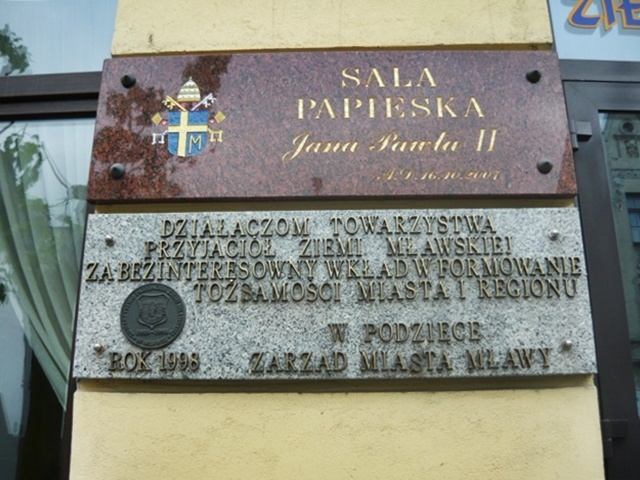 SALA
PAPIESKA
Jana Pawła II
A.D. 16.10.2007
M
DZIAŁACZOM TOWARZYSTWA
PRZYJACIÓŁ ZIEMI MŁAWSKIEJ
ZA BEZINTERESOWNY WKŁAD W FORMOWANIE
TOŻSAMOŚCI MIASTA I REGIONU
W PODZIĘCE
ROK 1998 ZARZĄD MIASTA MŁAWY